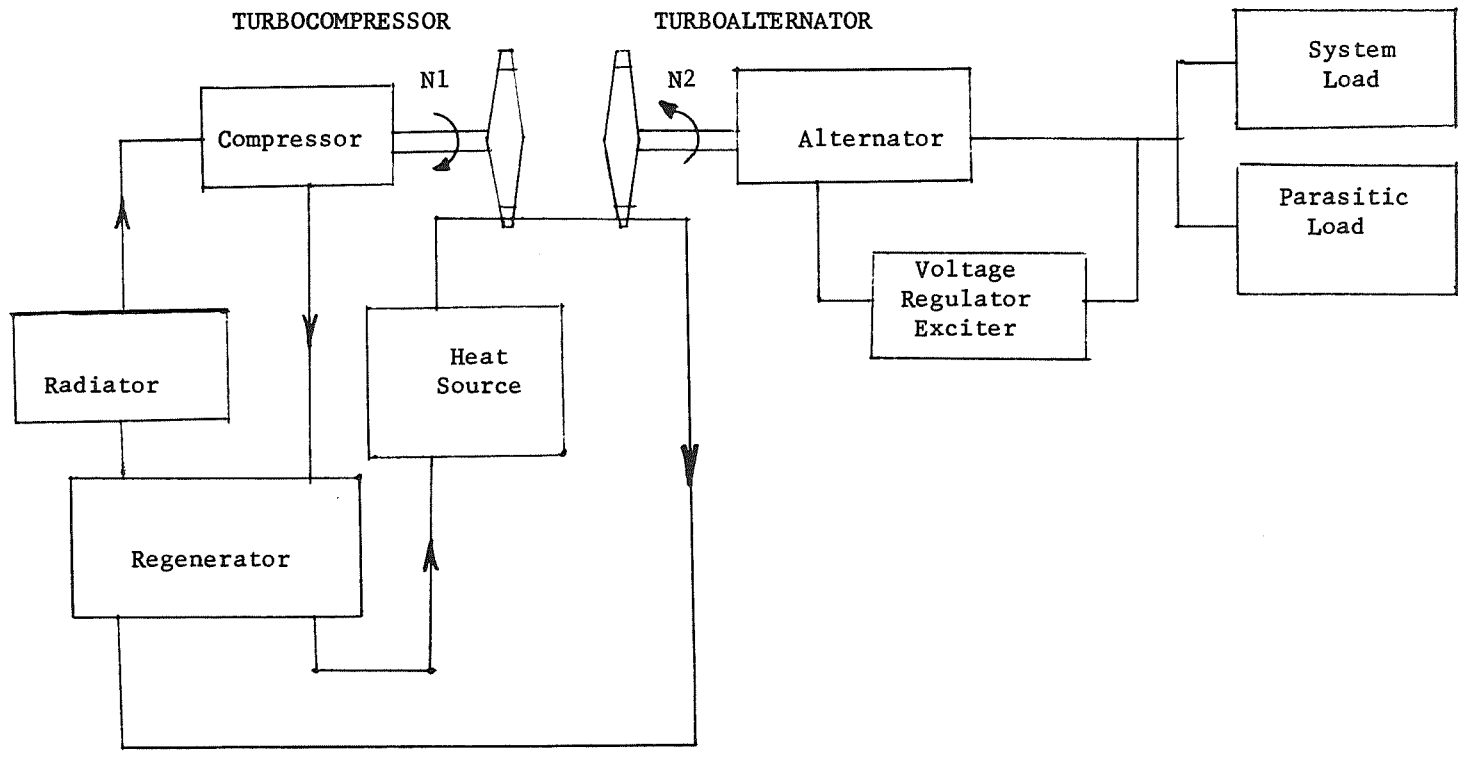 TURBOCOMPRESSOR
TURBOALTERNATOR
N1
N2
Compressor
Alternator
System
Load
Parasitic
Load
Voltage
Regulator
Exciter
Radiator
Heat
Source
Regenerator